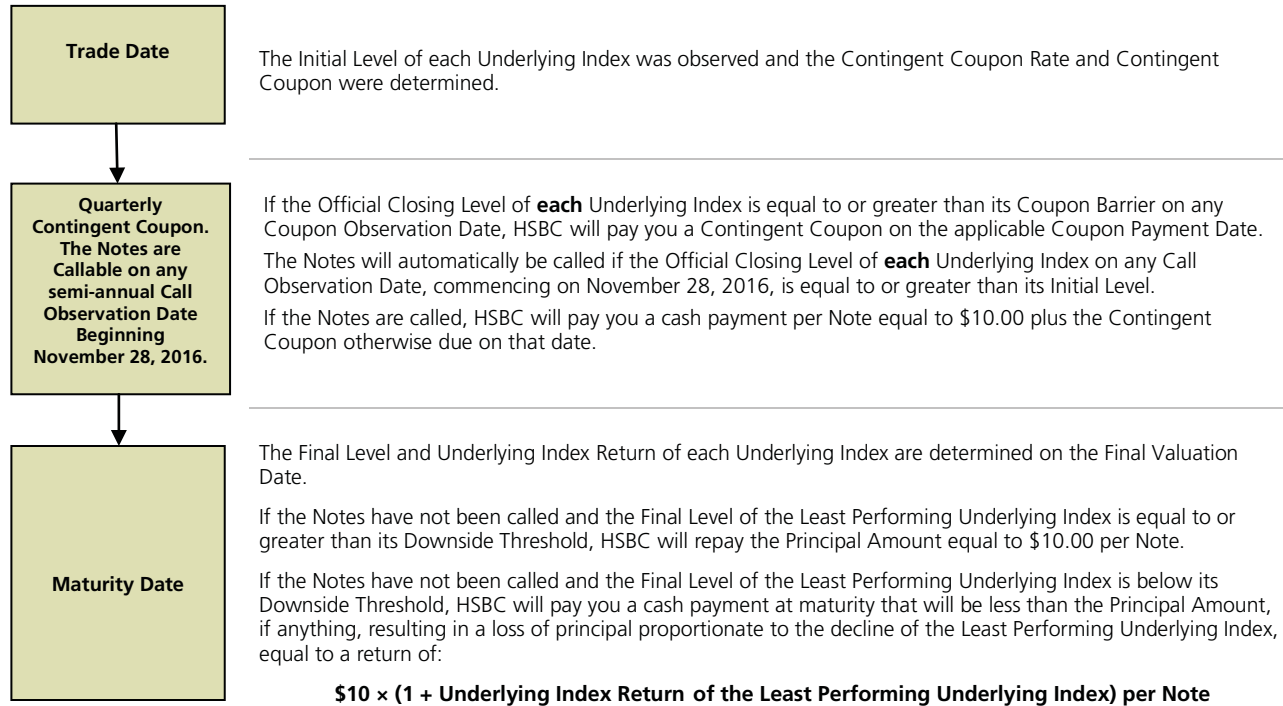 Trade Date
The Initial Level of each Underlying Index was observed and the Contingent Coupon Rate and Contingent
Coupon were determined.
Quarterly
Contingent Coupon.
The Notes are
Callable on any
semi-annual Call
Observation Date
Beginning
November 28, 2016.
If the Official Closing Level of each Underlying Index is equal to or greater than its Coupon Barrier on any
Coupon Observation Date, HSBC will pay you a Contingent Coupon on the applicable Coupon Payment Date.
The Notes will automatically be called if the Official Closing Level of each Underlying Index on any Call
Observation Date, commencing on November 28, 2016, is equal to or greater than its Initial Level.
If the Notes are called, HSBC will pay you a cash payment per Note equal to $10.00 plus the Contingent
Coupon otherwise due on that date.
Maturity Date
The Final Level and Underlying Index Return of each Underlying Index are determined on the Final Valuation
Date.
If the Notes have not been called and the Final Level of the Least Performing Underlying Index is equal to or
greater than its Downside Threshold, HSBC will repay the Principal Amount equal to $10.00 per Note.
If the Notes have not been called and the Final Level of the Least Performing Underlying Index is below its
Downside Threshold, HSBC will pay you a cash payment at maturity that will be less than the Principal Amount,
if anything, resulting in a loss of principal proportionate to the decline of the Least Performing Underlying Index,
equal to a return of:
$10 × (1 + Underlying Index Return of the Least Performing Underlying Index) per Note